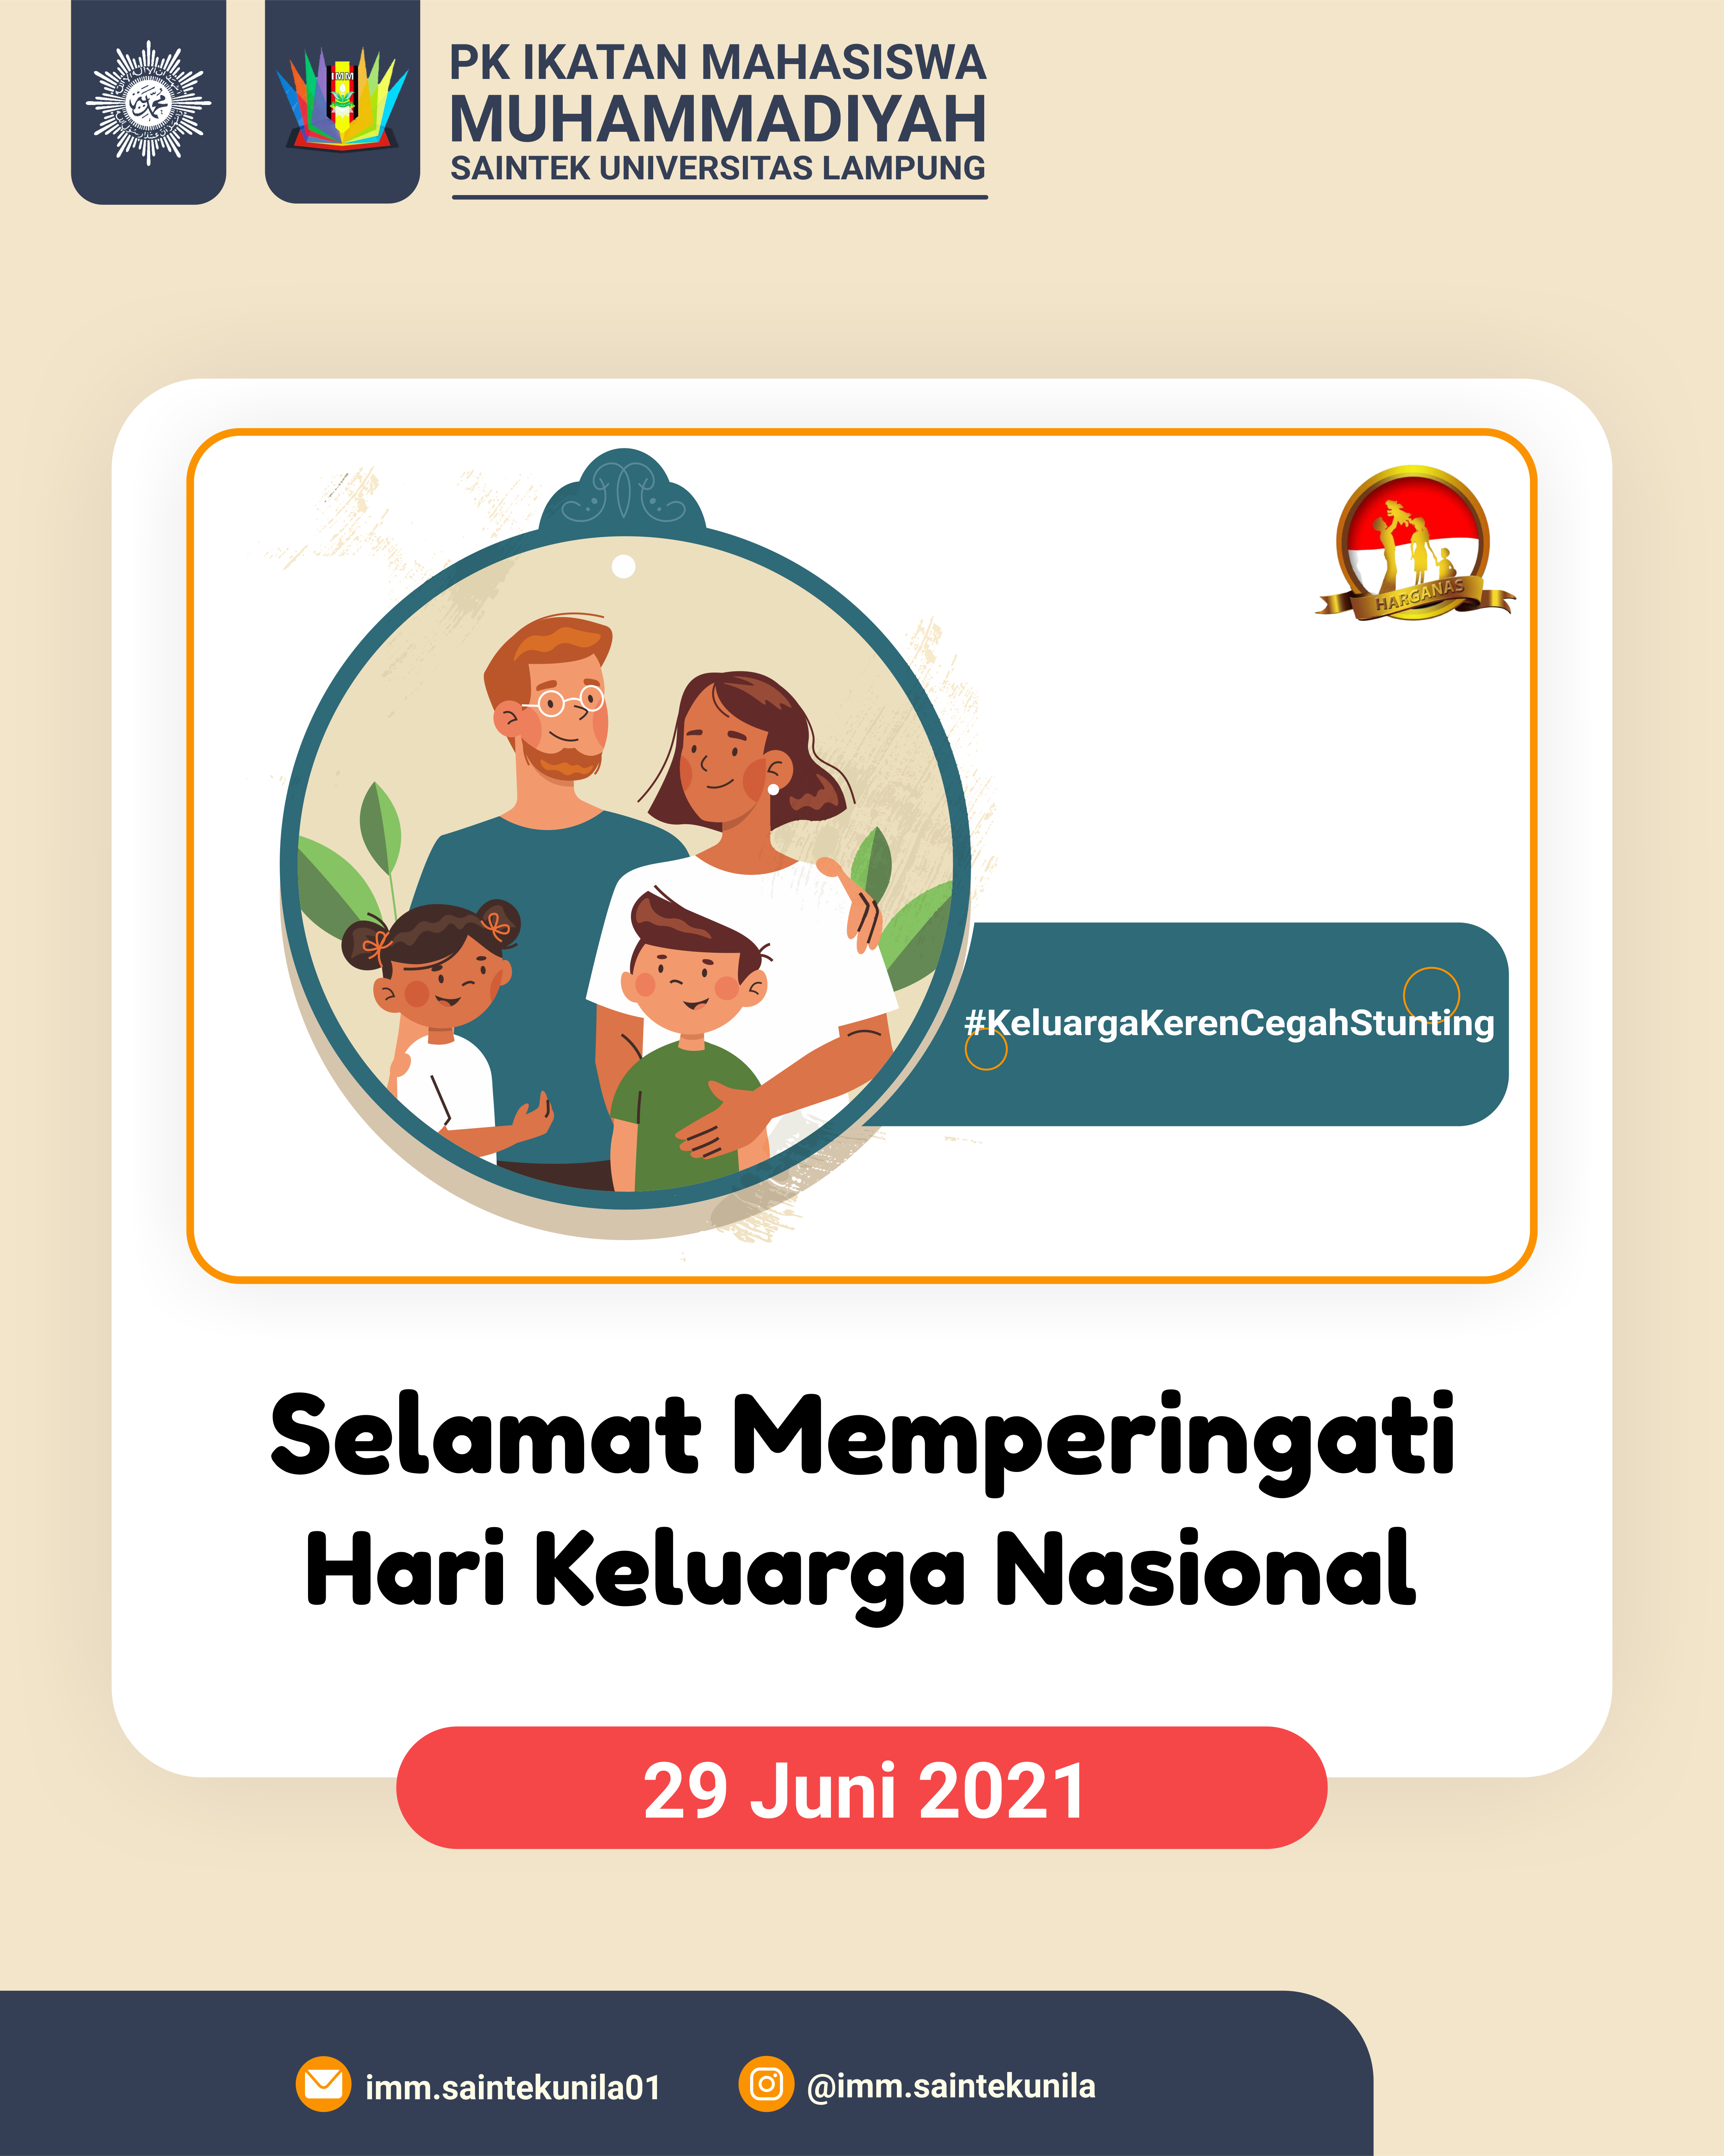 IMM
PK IKATAN MAHASISWA
MUHAMMADIYAH
SAINTEK UNIVERSITAS LAMPUNG
HARGANAS
#KeluargaKerenCegahStunting
Selamat Memperingati
Hari Keluarga Nasional
29 Juni 2021
imm.saintekunila01
@imm.saintekunila